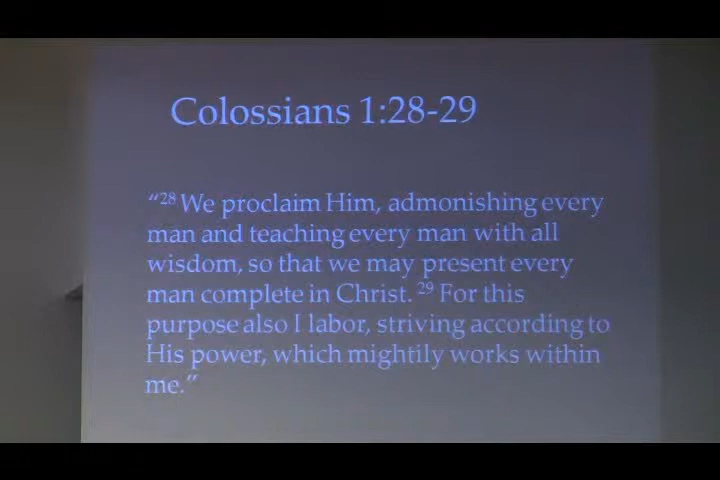 Colossians 1:28-29
“28 We proclaim Him, admonishing every
man and teaching every man with all
wisdom, so that we may present every
man complete in Christ. 29 For this
purpose also I labor, striving according to
His power, which mightily works within
me.”